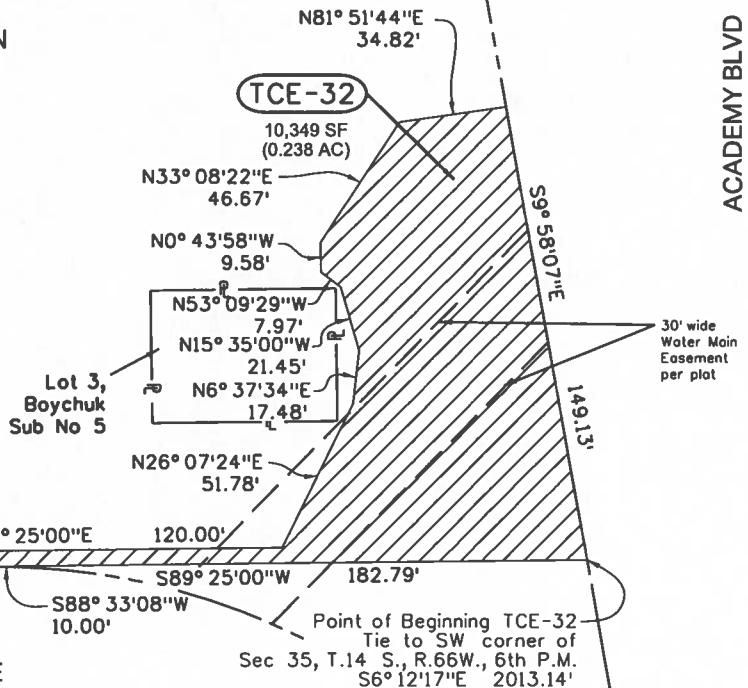 N81° 51'44"E
34.82'
N
ACADEMY BLVD
TCE-32
10,349 SF
(0.238 AC)
N33° 08'22"E
46.67'
S9° 58'07"E
149.13'
N0° 43'58"W
9.58'
N53° 09'29"W
7.97'
N15° 35'00"W
21.45'
N6° 37'34"E
17.48'
30' wide
Water Main
Easement
per plat
Lot 3,
Boychuk
Sub No 5
PL
PL
PL
PL
N26° 07'24"E
51.78'
° 25'00"E 120.00'
S89° 25'00"W 182.79'
S88° 33'08"W
10.00'
Point of Beginning TCE-32
Tie to SW corner of
Sec 35, T.14 S., R.66W., 6th P.M.
S6° 12'17"E 2013.14'
E